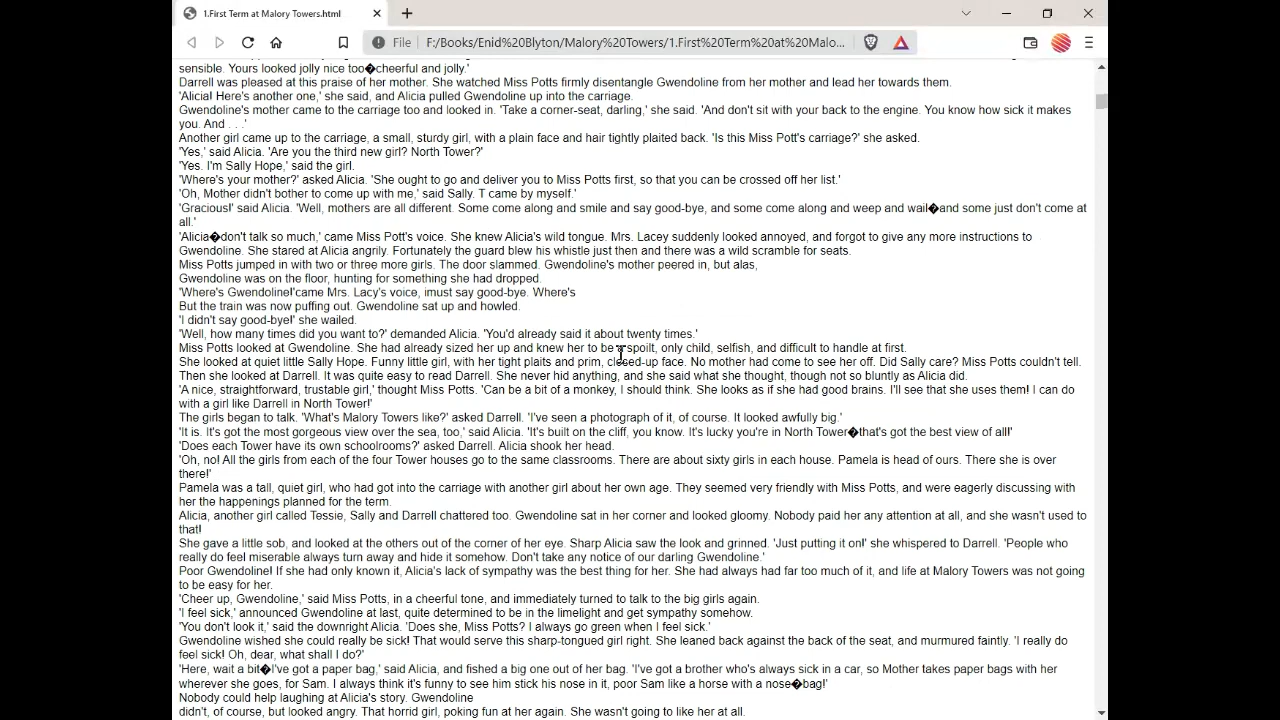 1.First Term at Malory Towers.html
File F:/Books/Enid%20Blyton/Malory%20Towers/1.First%20Term%20at%20Malo...
sensible. Yours looked jolly nice too�cheerful and jolly.'
Darrell was pleased at this praise of her mother. She watched Miss Potts firmly disentangle Gwendoline from her mother and lead her towards them.
'Alicia! Here's another one,' she said, and Alicia pulled Gwendoline up into the carriage.
Gwendoline's mother came to the carriage too and looked in. 'Take a corner-seat, darling,' she said. 'And don't sit with your back to the engine. You know how sick it makes
you. And . . .'
Another girl came up to the carriage, a small, sturdy girl, with a plain face and hair tightly plaited back. 'Is this Miss Pott's carriage?' she asked.
'Yes,' said Alicia. 'Are you the third new girl? North Tower?'
'Yes. I'm Sally Hope,' said the girl.
'Where's your mother?' asked Alicia. 'She ought to go and deliver you to Miss Potts first, so that you can be crossed off her list.'
'Oh, Mother didn't bother to come up with me,' said Sally. T came by myself.'
'Gracious!' said Alicia. 'Well, mothers are all different. Some come along and smile and say good-bye, and some come along and weep and wail�and some just don't come at
all.'
'Alicia�don't talk so much,' came Miss Pott's voice. She knew Alicia's wild tongue. Mrs. Lacey suddenly looked annoyed, and forgot to give any more instructions to
Gwendoline. She stared at Alicia angrily. Fortunately the guard blew his whistle just then and there was a wild scramble for seats.
Miss Potts jumped in with two or three more girls. The door slammed. Gwendoline's mother peered in, but alas,
Gwendoline was on the floor, hunting for something she had dropped.
'Where's Gwendoline!'came Mrs. Lacy's voice, imust say good-bye. Where's
But the train was now puffing out. Gwendoline sat up and howled.
'I didn't say good-bye!' she wailed.
'Well, how many times did you want to?' demanded Alicia. 'You'd already said it about twenty times.'
Miss Potts looked at Gwendoline. She had already sized her up and knew her to be a spoilt, only child, selfish, and difficult to handle at first.
She looked at quiet little Sally Hope. Funny little girl, with her tight plaits and prim, closed-up face. No mother had come to see her off. Did Sally care? Miss Potts couldn't tell.
Then she looked at Darrell. It was quite easy to read Darrell. She never hid anything, and she said what she thought, though not so bluntly as Alicia did.
'A nice, straightforward, trustable girl,' thought Miss Potts. 'Can be a bit of a monkey, I should think. She looks as if she had good brains. I'll see that she uses them! I can do
with a girl like Darrell in North Tower!'
The girls began to talk. 'What's Malory Towers like?' asked Darrell. 'I've seen a photograph of it, of course. It looked awfully big.'
'It is. It's got the most gorgeous view over the sea, too,' said Alicia. 'It's built on the cliff, you know. It's lucky you're in North Tower�that's got the best view of all!'
'Does each Tower have its own schoolrooms?' asked Darrell. Alicia shook her head.
'Oh, no! All the girls from each of the four Tower houses go to the same classrooms. There are about sixty girls in each house. Pamela is head of ours. There she is over
there!'
Pamela was a tall, quiet girl, who had got into the carriage with another girl about her own age. They seemed very friendly with Miss Potts, and were eagerly discussing with
her the happenings planned for the term.
Alicia, another girl called Tessie, Sally and Darrell chattered too. Gwendoline sat in her corner and looked gloomy. Nobody paid her any attention at all, and she wasn't used to
that!
She gave a little sob, and looked at the others out of the corner of her eye. Sharp Alicia saw the look and grinned. 'Just putting it on!' she whispered to Darrell. 'People who
really do feel miserable always turn away and hide it somehow. Don't take any notice of our darling Gwendoline.'
Poor Gwendoline! If she had only known it, Alicia's lack of sympathy was the best thing for her. She had always had far too much of it, and life at Malory Towers was not going
to be easy for her.
'Cheer up, Gwendoline,' said Miss Potts, in a cheerful tone, and immediately turned to talk to the big girls again.
'I feel sick,' announced Gwendoline at last, quite determined to be in the limelight and get sympathy somehow.
'You don't look it,' said the downright Alicia. 'Does she, Miss Potts? I always go green when I feel sick.'
Gwendoline wished she could really be sick! That would serve this sharp-tongued girl right. She leaned back against the back of the seat, and murmured faintly. 'I really do
feel sick! Oh, dear, what shall I do?'
'Here, wait a bit�I've got a paper bag,' said Alicia, and fished a big one out of her bag. 'I've got a brother who's always sick in a car, so Mother takes paper bags with her
wherever she goes, for Sam. I always think it's funny to see him stick his nose in it, poor Sam like a horse with a nose�bag!'
Nobody could help laughing at Alicia's story. Gwendoline
didn't, of course, but looked angry. That horrid girl, poking fun at her again. She wasn't going to like her at all.